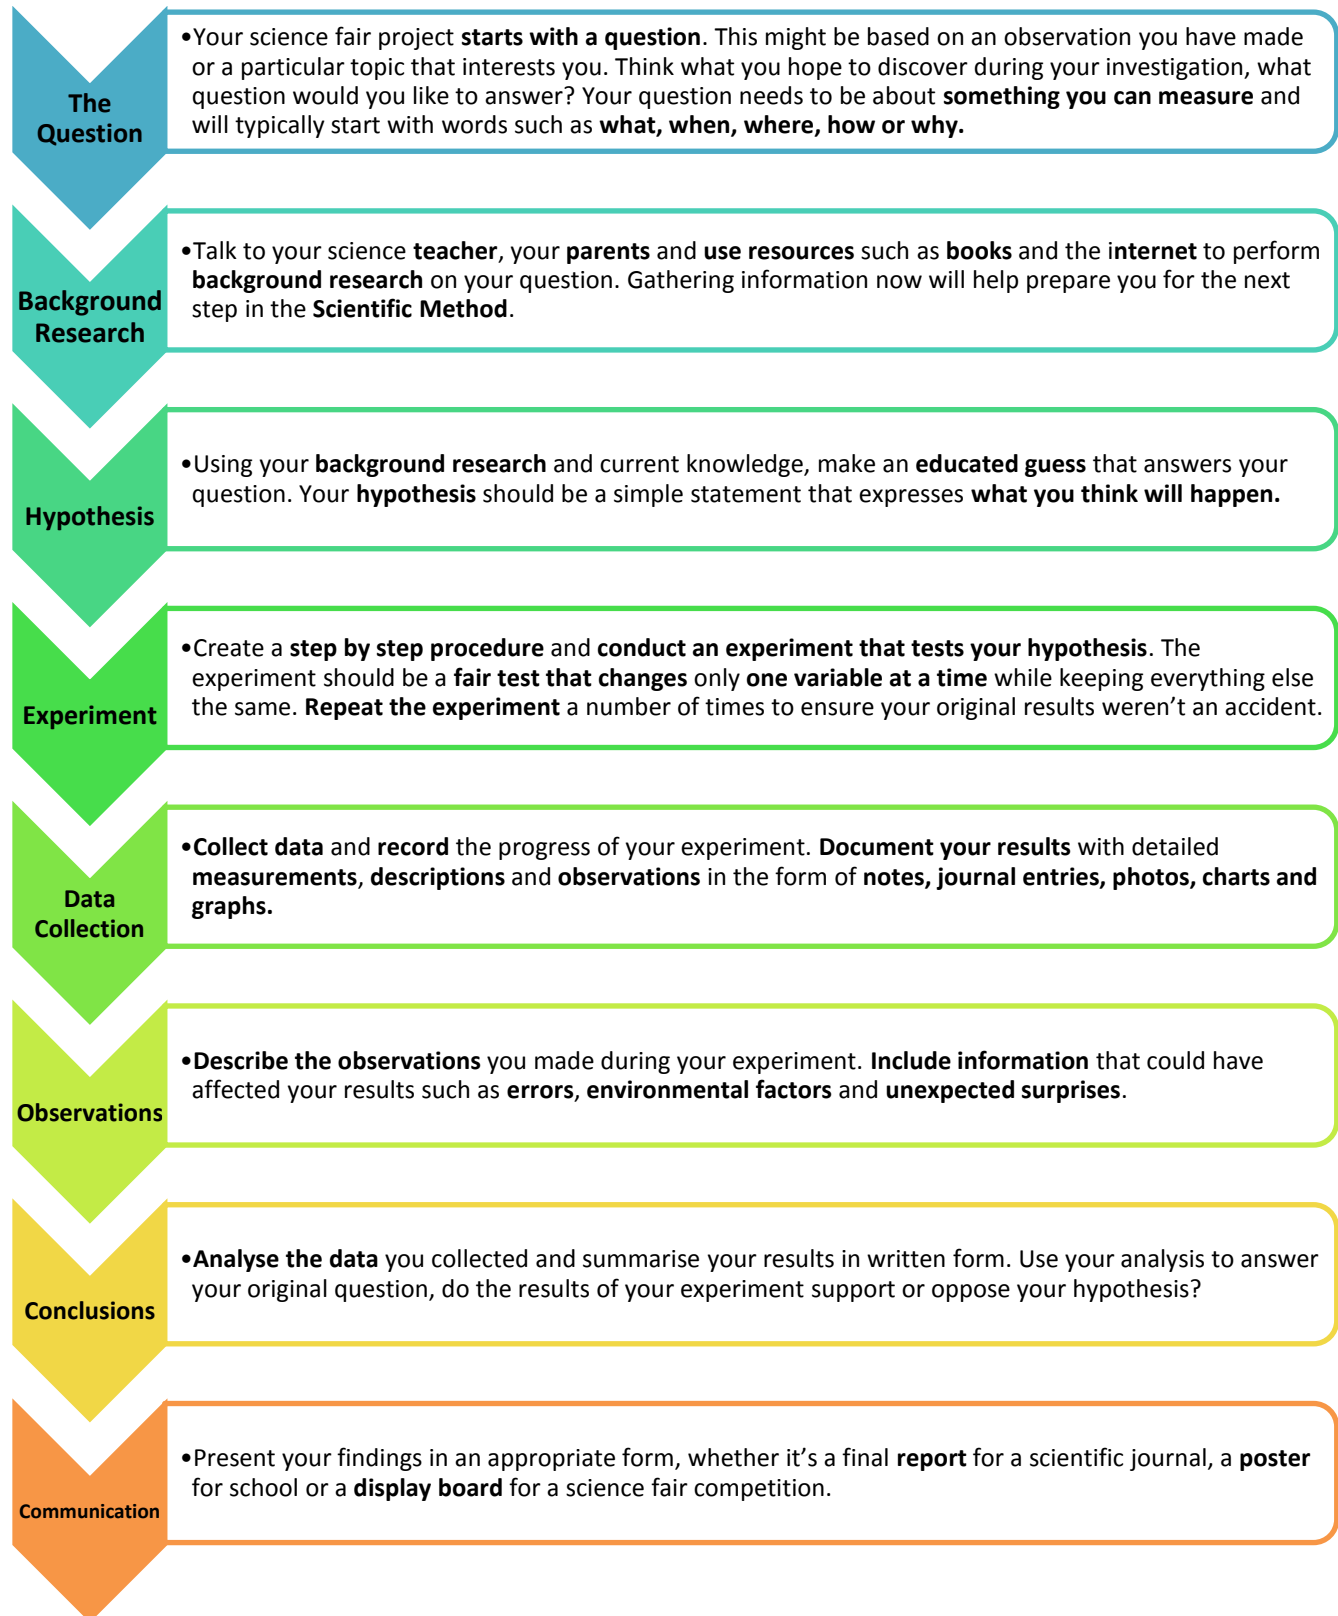 The
Question
•Your science fair project starts with a question. This might be based on an observation you have made
or a particular topic that interests you. Think what you hope to discover during your investigation, what
question would you like to answer? Your question needs to be about something you can measure and
will typically start with words such as what, when, where, how or why.
Background
Research
•Talk to your science teacher, your parents and use resources such as books and the internet to perform
background research on your question. Gathering information now will help prepare you for the next
step in the Scientific Method.
Hypothesis
•Using your background research and current knowledge, make an educated guess that answers your
question. Your hypothesis should be a simple statement that expresses what you think will happen.
Experiment
•Create a step by step procedure and conduct an experiment that tests your hypothesis. The
experiment should be a fair test that changes only one variable at a time while keeping everything else
the same. Repeat the experiment a number of times to ensure your original results weren’t an accident.
Data
Collection
•Collect data and record the progress of your experiment. Document your results with detailed
measurements, descriptions and observations in the form of notes, journal entries, photos, charts and
graphs.
Observations
•Describe the observations you made during your experiment. Include information that could have
affected your results such as errors, environmental factors and unexpected surprises.
Conclusions
•Analyse the data you collected and summarise your results in written form. Use your analysis to answer
your original question, do the results of your experiment support or oppose your hypothesis?
Communication
•Present your findings in an appropriate form, whether it’s a final report for a scientific journal, a poster
for school or a display board for a science fair competition.